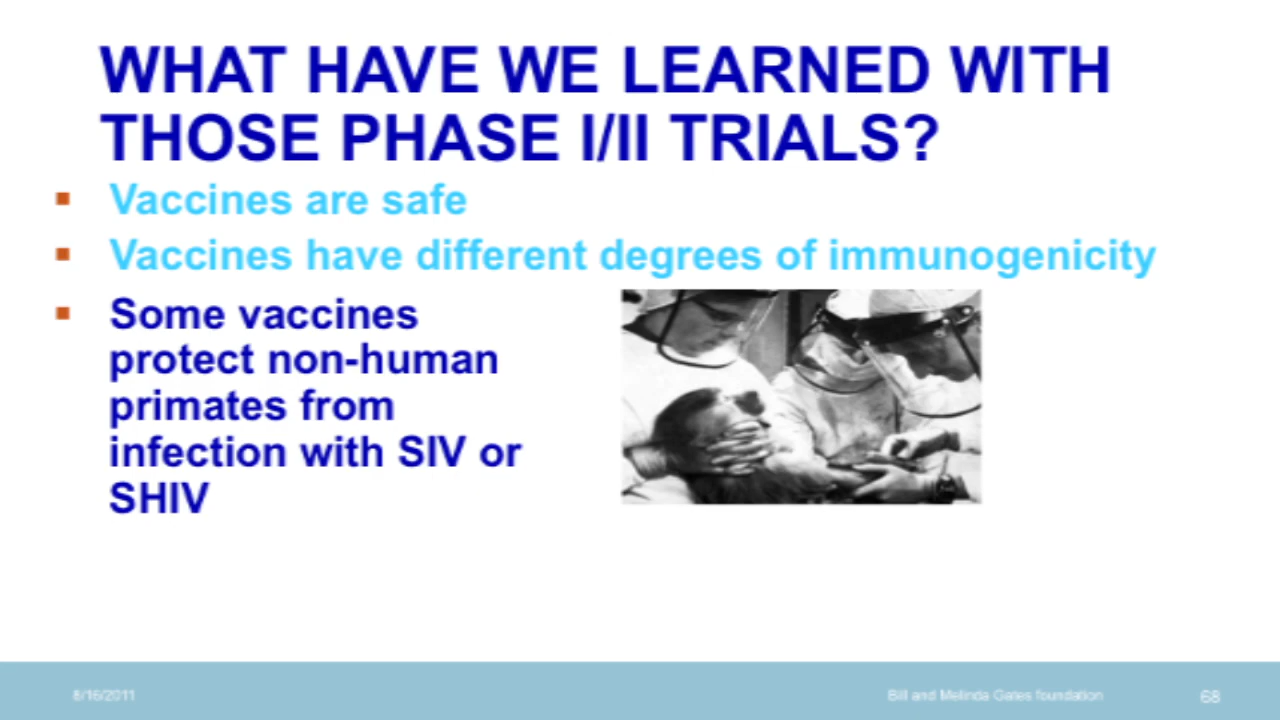 WHAT HAVE WE LEARNED WITH
THOSE PHASE I/II TRIALS?
▪ Vaccines are safe
▪ Vaccines have different degrees of immunogenicity
▪ Some vaccines
protect non-human
primates from
infection with SIV or
SHIV
8/16/2011
Bill and Melinda Gates foundation
68